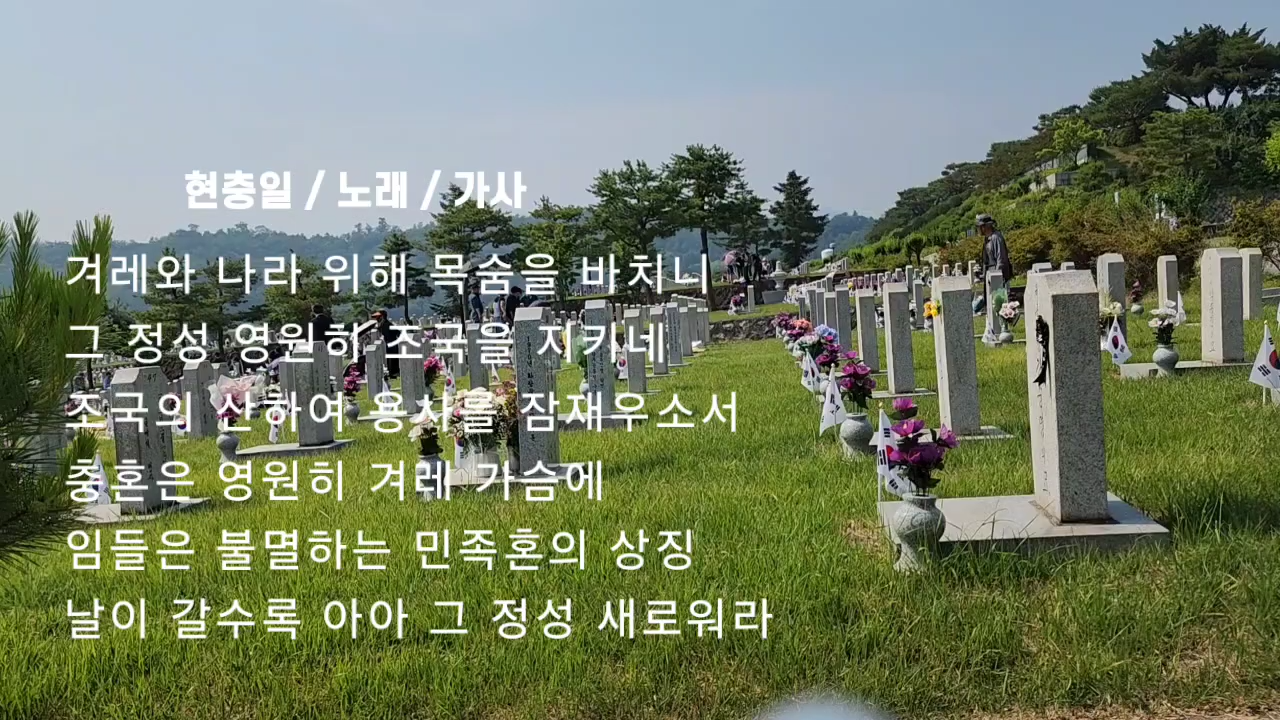 현충일 / 노래 / 가사
겨레와 나라 위해 목숨을 바치니
그 정성 영원히 조국을 지키네
조국의 산하여 용사를 잠재우소서
충혼은 영원히 겨레 가슴에
임들은 불멸하는 민족혼의 상징
날이 갈수록 아아 그 정성 새로워라